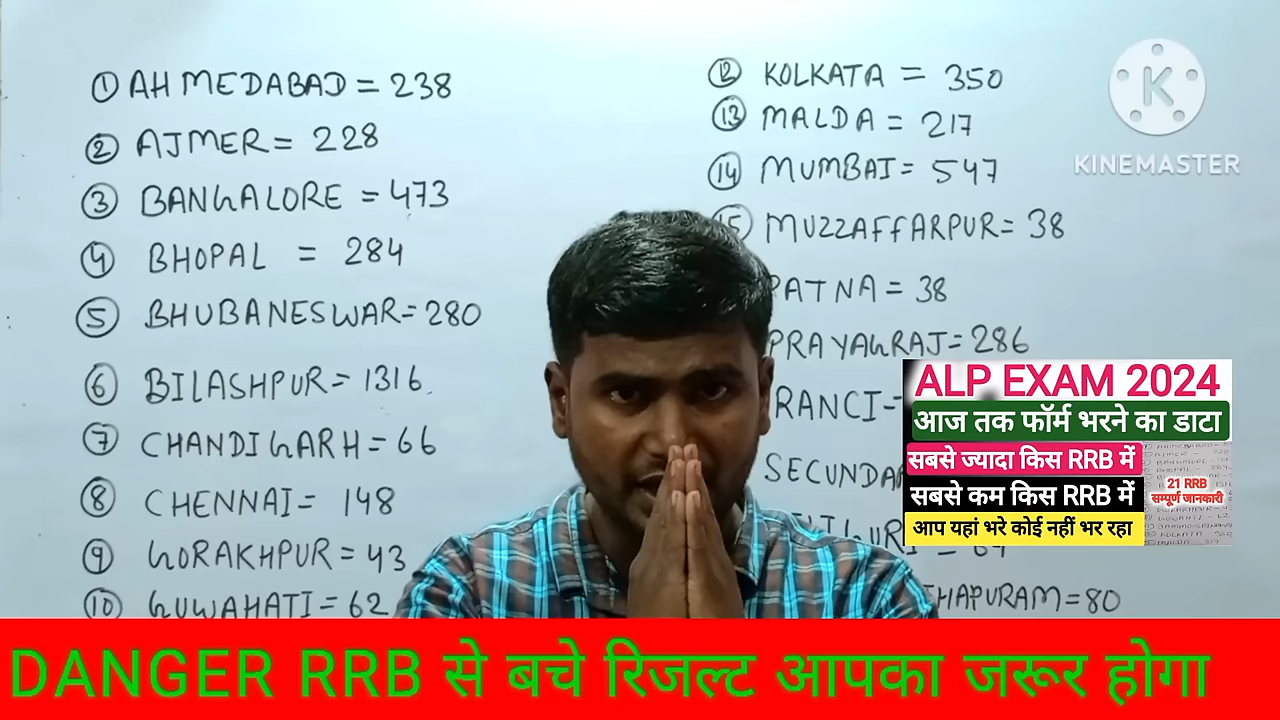 ① AHMEDABAD = 238
② AJMER = 228
③ BANGALORE = 473
④ BHOPAL = 284
⑤ BHUBANESWAR = 280
⑥ BILASHPUR = 1316
⑦ CHANDIGARH = 66
⑧ CHENNAI = 148
⑨ GORAKHPUR = 43
⑩ GUWAHATI = 62
⑫ KOLKATA = 350
⑬ MALDA = 217
⑭ MUMBAI = 547
⑮ MUZZAFFARPUR = 38
PATNA = 38
PRAYAGRAJ = 286
RANCI -
KINEMASTER
ALP EXAM 2024
आज तक फॉर्म भरने का डाटा
सबसे ज्यादा किस RRB में
सबसे कम किस RRB में
आप यहां भरे कोई नहीं भर रहा
21 RRB
सम्पूर्ण जानकारी
DANGER RRB से बचे रिजल्ट आपका जरूर होगा